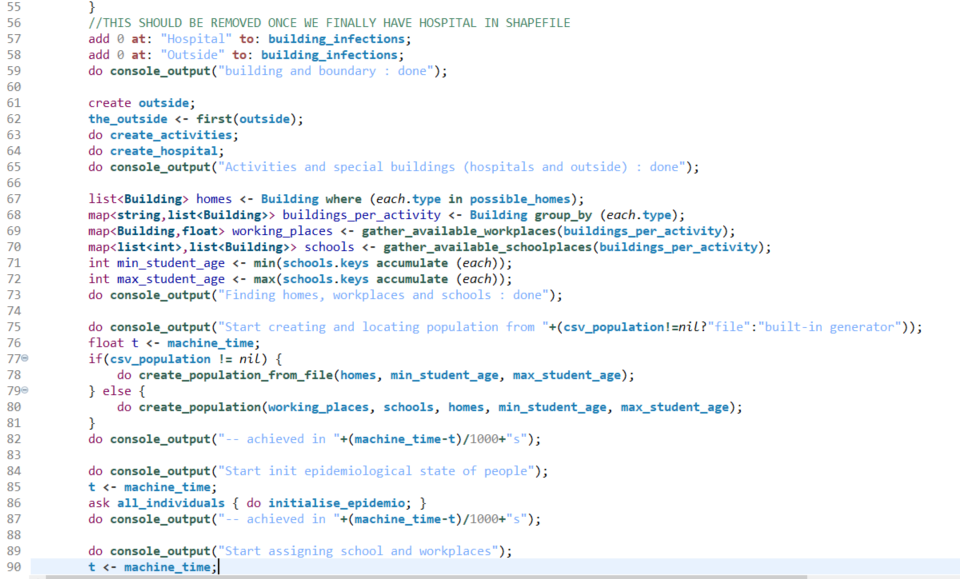 55 }
56 //THIS SHOULD BE REMOVED ONCE WE FINALLY HAVE HOSPITAL IN SHAPEFILE
57 add 0 at: "Hospital" to: building_infections;
58 add 0 at: "Outside" to: building_infections;
59 do console_output("building and boundary : done");
60
61 create outside;
62 the_outside <- first(outside);
63 do create_activities;
64 do create_hospital;
65 do console_output("Activities and special buildings (hospitals and outside) : done");
66
67 list<Building> homes <- Building where (each.type in possible_homes);
68 map<string,list<Building>> buildings_per_activity <- Building group_by (each.type);
69 map<Building,float> working_places <- gather_available_workplaces(buildings_per_activity);
70 map<list<int>,list<Building>> schools <- gather_available_schoolplaces(buildings_per_activity);
71 int min_student_age <- min(schools.keys accumulate (each));
72 int max_student_age <- max(schools.keys accumulate (each));
73 do console_output("Finding homes, workplaces and schools : done");
74
75 do console_output("Start creating and locating population from "+(csv_population!=nil?"file":"built-in generator"));
76 float t <- machine_time;
77 if(csv_population != nil) {
78 do create_population_from_file(homes, min_student_age, max_student_age);
79 } else {
80 do create_population(working_places, schools, homes, min_student_age, max_student_age);
81 }
82 do console_output("-- achieved in "+(machine_time-t)/1000+"s");
83
84 do console_output("Start init epidemiological state of people");
85 t <- machine_time;
86 ask all_individuals { do initialise_epidemio; }
87 do console_output("-- achieved in "+(machine_time-t)/1000+"s");
88
89 do console_output("Start assigning school and workplaces");
90 t <- machine_time;